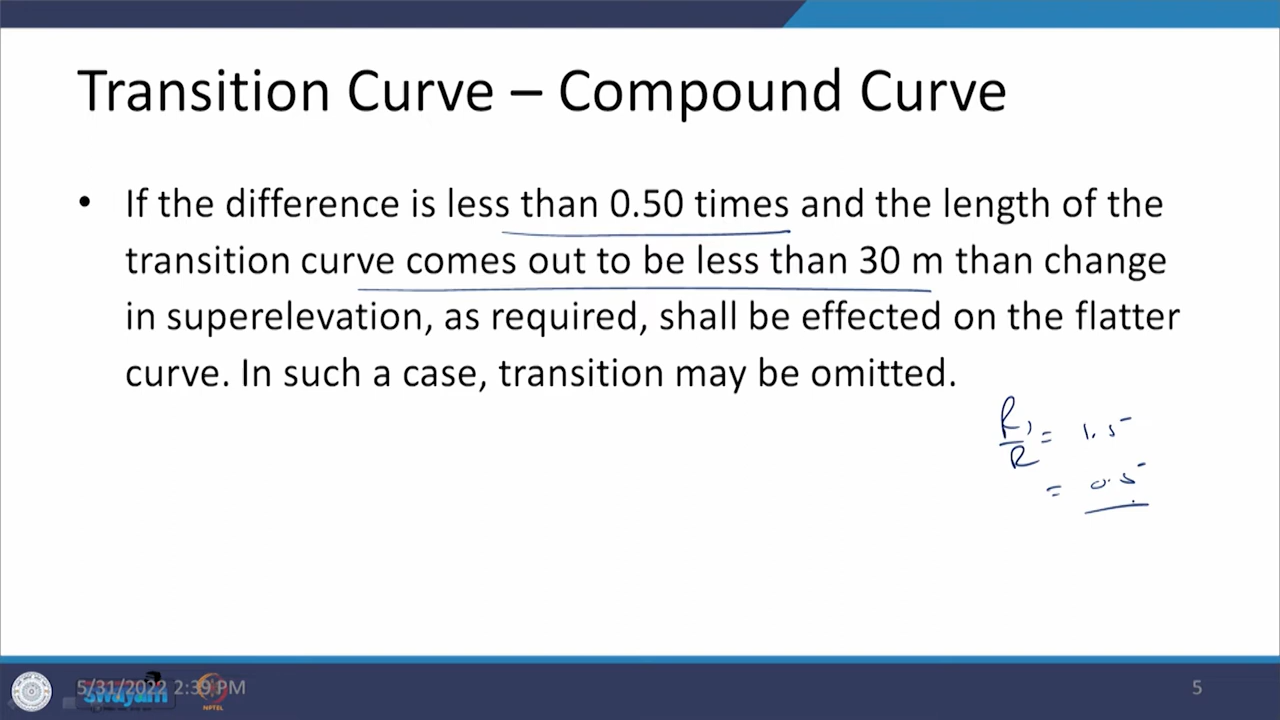 Transition Curve – Compound Curve
• If the difference is less than 0.50 times and the length of the
transition curve comes out to be less than 30 m than change
in superelevation, as required, shall be effected on the flatter
curve. In such a case, transition may be omitted.
R1/R = 1.5
= 0.5
5/31/2022 2:39 PM
swayam
NPTEL
5